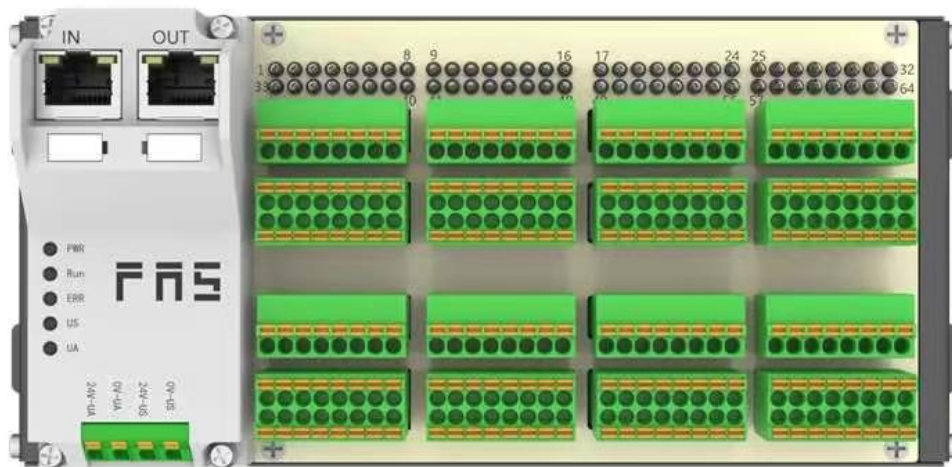 IN OUT
1 8 9 16 17 24 25 32
33 64
PWR
Run
FAS
ERR
US
UA
24V-UA 0V-UA 24V-US 0V-US